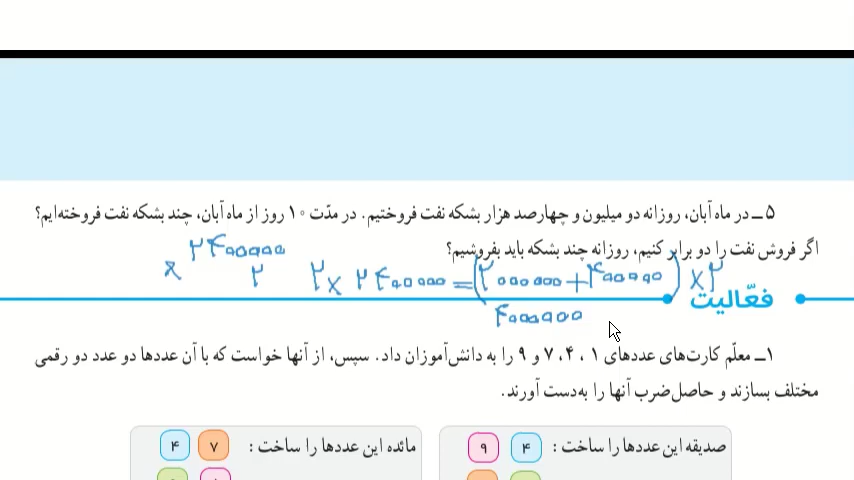 ۵ ــ در ماه آبان، روزانه دو میلیون و چهارصد هزار بشکه نفت فروختیم. در مدّت ۱۰ روز از ماه آبان، چند بشکه نفت فروخته‌ایم؟
اگر فروش نفت را دو برابر کنیم، روزانه چند بشکه باید بفروشیم؟
۲۴۰۰۰۰۰
× ۲
۲ × ۲۴۰۰۰۰۰ = (۲۰۰۰۰۰۰ + ۴۰۰۰۰۰) × ۲
۴۰۰۰۰۰۰
فعّالیت
۱ــ معلّم کارت‌های عددهای ۱ ، ۴، ۷ و ۹ را به دانش‌آموزان داد. سپس، از آنها خواست که با آن عددها دو عدد دو رقمی
مختلف بسازند و حاصل‌ضرب آنها را به‌دست آورند.
صدیقه این عددها را ساخت : ۴ ۹
مائده این عددها را ساخت : ۷ ۴